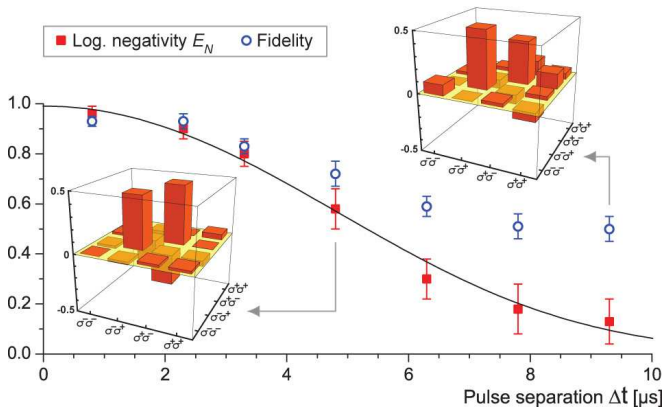 ■ Log. negativity E_N ○ Fidelity
0.5
0
-0.5
σ⁻σ⁻ σ⁻σ⁺ σ⁺σ⁻ σ⁺σ⁺
σ⁺σ⁺
σ⁺σ⁻
σ⁻σ⁺
σ⁻σ⁻
1.0
0.8
0.6
0.4
0.2
0.0
0.5
0
-0.5
σ⁻σ⁻ σ⁻σ⁺ σ⁺σ⁻ σ⁺σ⁺
σ⁺σ⁺
σ⁺σ⁻
σ⁻σ⁺
σ⁻σ⁻
0 2 4 6 8 10
Pulse separation Δt [µs]